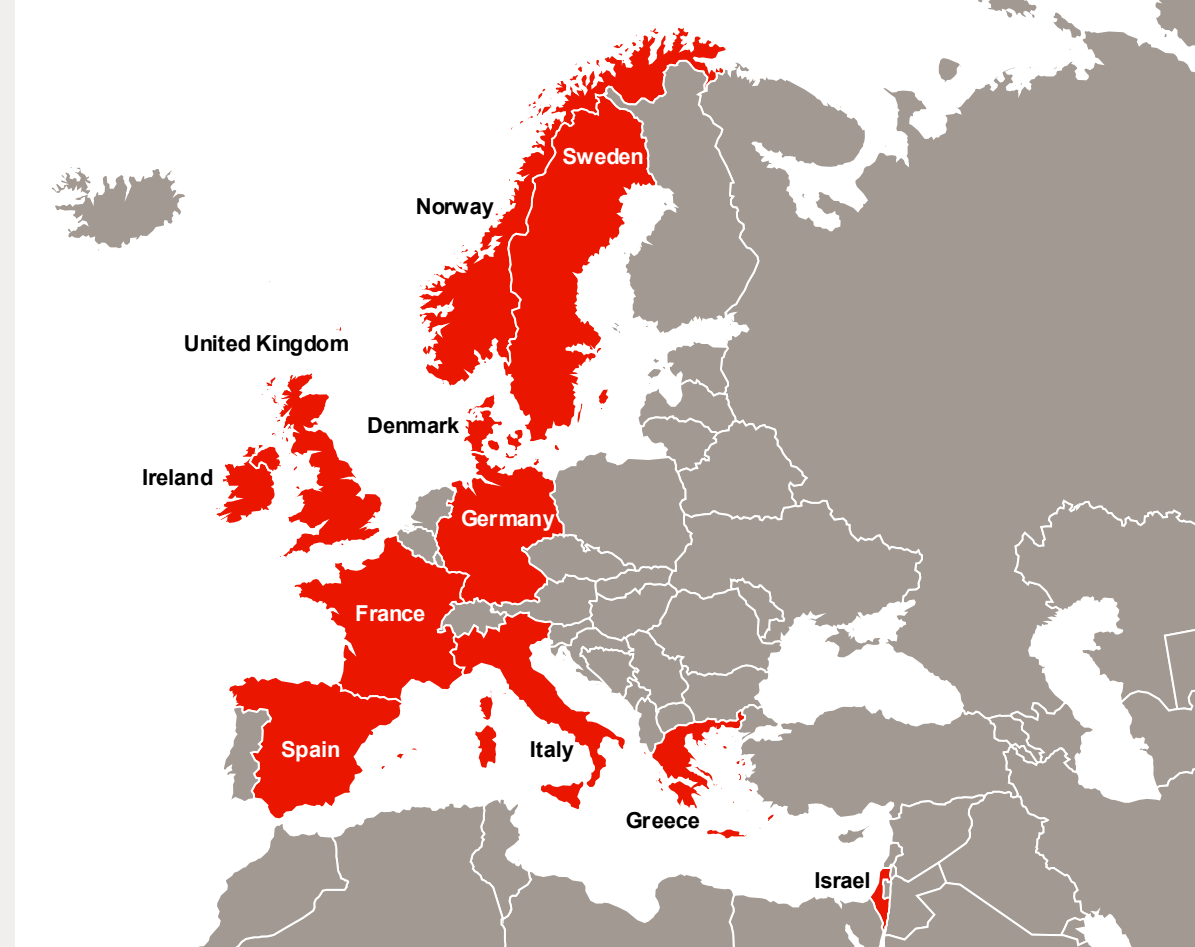 Sweden
Norway
United Kingdom
Denmark
Ireland
Germany
France
Spain
Italy
Greece
Israel